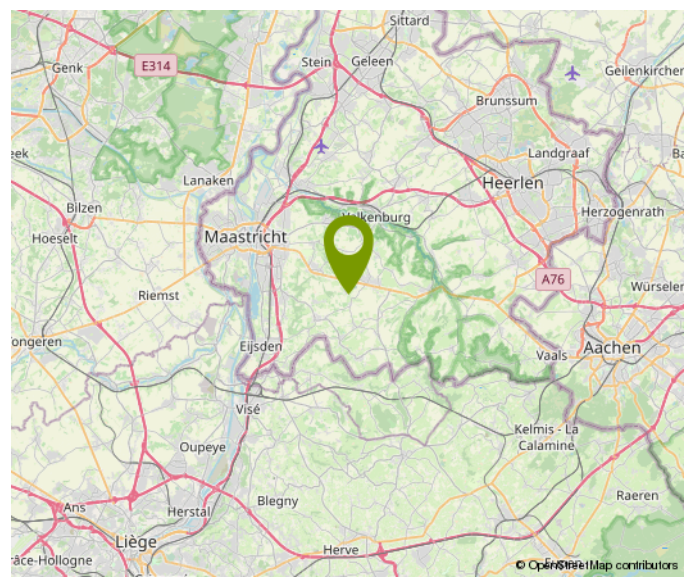 Sittard
Genk
E314
Stein
Geleen
Geilenkirchen
Brunssum
Landgraaf
Lanaken
Heerlen
Bilzen
Valkenburg
Herzogenrath
Hoeselt
Maastricht
A76
Riemst
Würselen
Eijsden
Vaals
Aachen
Visé
Kelmis - La
Calamine
Oupeye
Blegny
Raeren
Ans
Herstal
Liège
Herve
© OpenStreetMap contributors